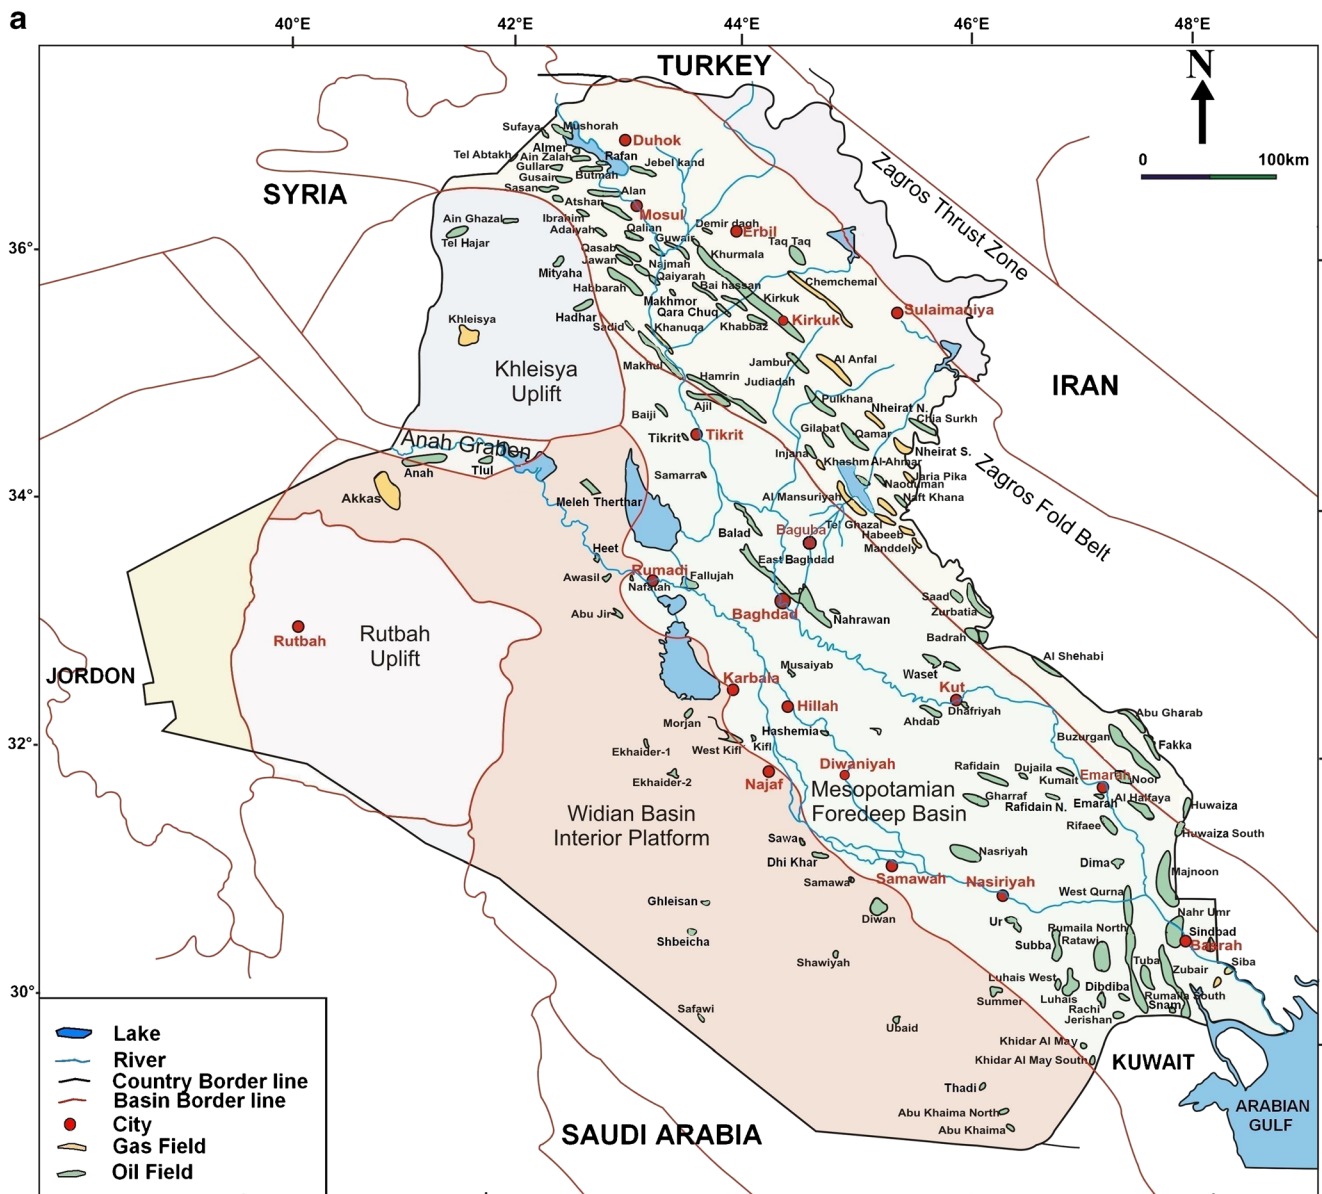 a
40°E
42°E
44°E
46°E
48°E
TURKEY
N
0
100km
SYRIA
IRAN
JORDON
SAUDI ARABIA
KUWAIT
ARABIAN
GULF
36°
34°
32°
30°
Zagros Thrust Zone
Zagros Fold Belt
Khleisya
Uplift
Anah Graben
Rutbah
Uplift
Widian Basin
Interior Platform
Mesopotamian
Foredeep Basin
Sufaya
Mushorah
Duhok
Tel Abtakh
Almer
Ain Zalah
Rafan
Jebel kand
Gullar
Gusain
Butmah
Sasan
Alan
Atshan
Mosul
Ain Ghazal
Ibrahim
Demir dagh
Erbil
Tel Hajar
Adaiyah
Qalian
Guwair
Taq Taq
Qasab
Khurmala
Jawan
Najmah
Mityaha
Qaiyarah
Chemchemal
Habbarah
Bai hassan
Makhmor
Kirkuk
Hadhar
Qara Chuq
Sulaimaniya
Khleisya
Sadid
Khanuqa
Khabbaz
Kirkuk
Makhul
Jambur
Al Anfal
Hamrin
Judiadah
Pulkhana
Nheirat N.
Baiji
Ajil
Chia Surkh
Tikrit
Tikrit
Gilabat
Qamar
Injana
Nheirat S.
Khashm Al-Ahmar
Anah
Tlul
Samarra
Jaria Pika
Naoduman
Akkas
Meleh Therthar
Al Mansuriyah
Naft Khana
Balad
Baguba
Tel Ghazal
Habeeb
Manddely
Heet
East Baghdad
Rumadi
Awasil
Nafatah
Fallujah
Saad
Abu Jir
Baghdad
Nahrawan
Zurbatia
Rutbah
Badrah
Al Shehabi
Musaiyab
Waset
Karbala
Kut
Hillah
Dhafriyah
Abu Gharab
Morjan
Ahdab
Hashemia
Buzurgan
Fakka
Ekhaider-1
West Kifl
Kifl
Ekhaider-2
Najaf
Diwaniyah
Rafidain
Dujaila
Kumait
Emarah
Noor
Gharraf
Rafidain N.
Emarah
Al Halfaya
Huwaiza
Rifaee
Huwaiza South
Sawa
Dhi Khar
Nasriyah
Dima
Majnoon
Samawa
Samawah
Nasiriyah
West Qurna
Ghleisan
Diwan
Nahr Umr
Ur
Rumaila North
Sindbad
Shbeicha
Subba
Ratawi
Basrah
Shawiyah
Tuba
Zubair
Siba
Luhais West
Dibdiba
Summer
Luhais
Rumaila South
Safawi
Rachi
Snam
Jerishan
Ubaid
Khidar Al May
Khidar Al May South
Thadi
Abu Khaima North
Abu Khaima
Lake
River
Country Border line
Basin Border line
City
Gas Field
Oil Field